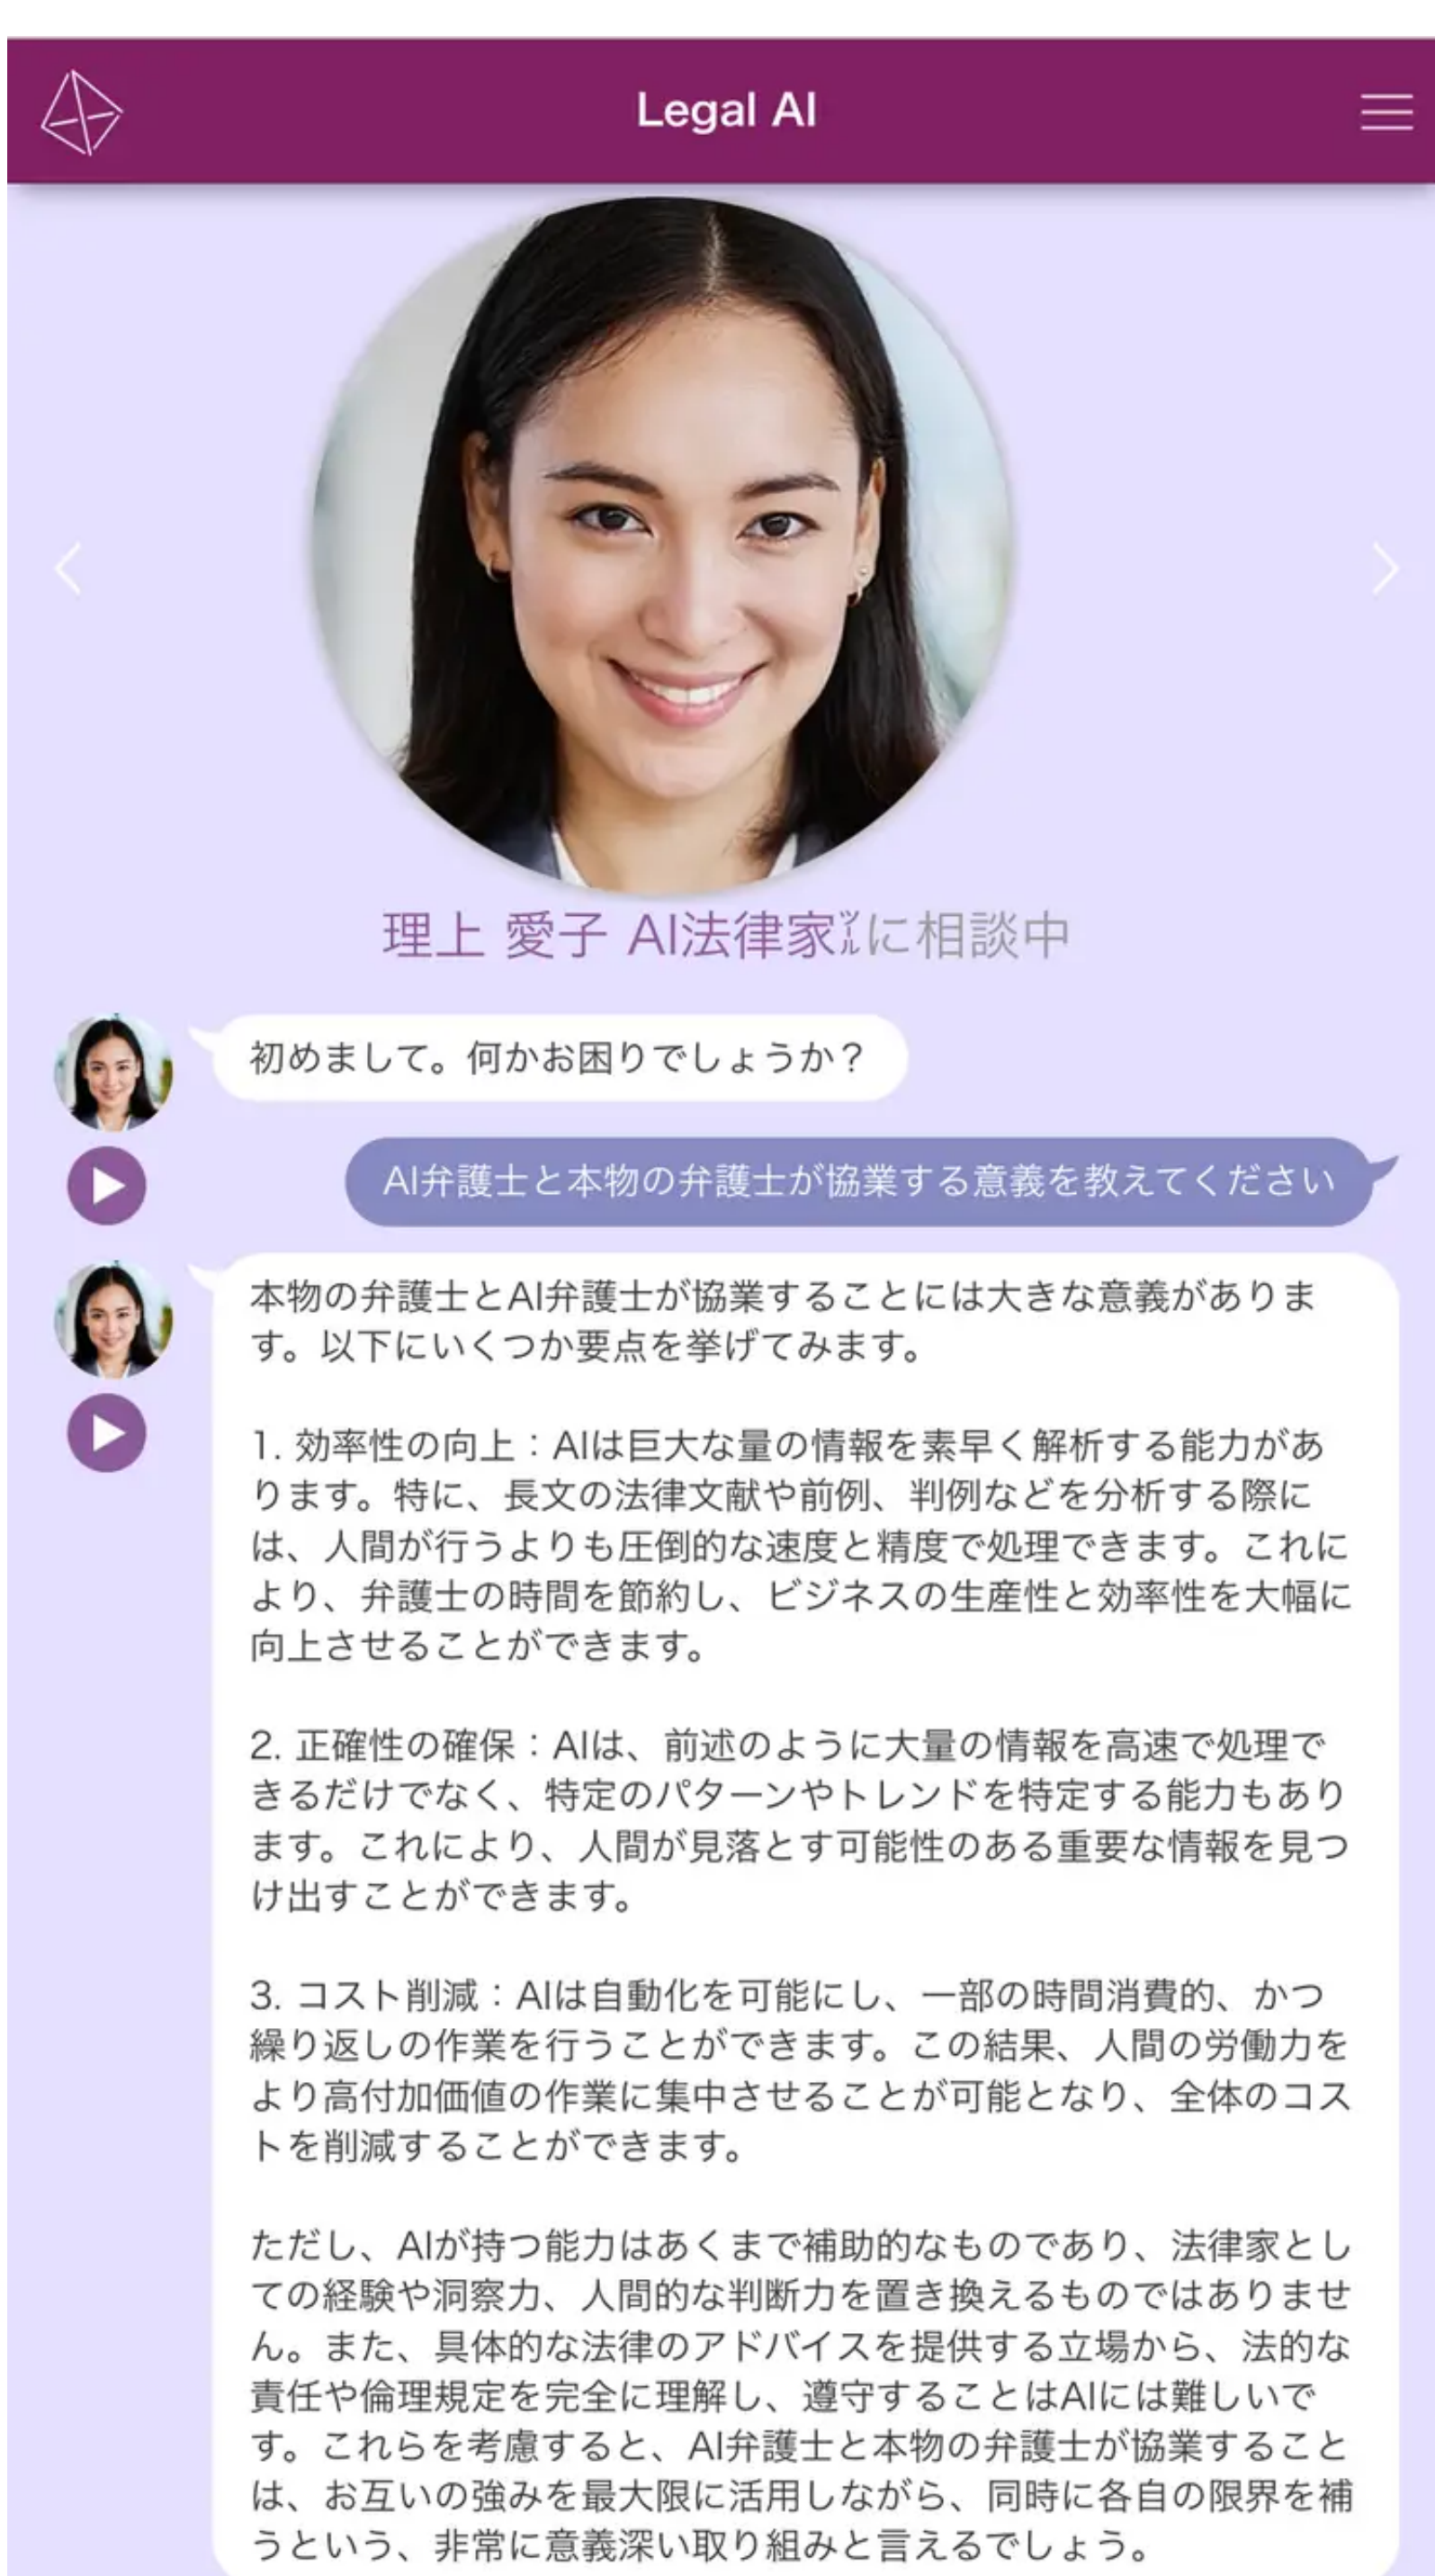 Legal AI
理上 愛子 AI法律家ツールに相談中
初めまして。何かお困りでしょうか？
AI弁護士と本物の弁護士が協業する意義を教えてください
本物の弁護士とAI弁護士が協業することには大きな意義がありま
す。以下にいくつか要点を挙げてみます。
1. 効率性の向上：AIは巨大な量の情報を素早く解析する能力があ
ります。特に、長文の法律文献や前例、判例などを分析する際に
は、人間が行うよりも圧倒的な速度と精度で処理できます。これに
より、弁護士の時間を節約し、ビジネスの生産性と効率性を大幅に
向上させることができます。
2. 正確性の確保：AIは、前述のように大量の情報を高速で処理で
きるだけでなく、特定のパターンやトレンドを特定する能力もあり
ます。これにより、人間が見落とす可能性のある重要な情報を見つ
け出すことができます。
3. コスト削減：AIは自動化を可能にし、一部の時間消費的、かつ
繰り返しの作業を行うことができます。この結果、人間の労働力を
より高付加価値の作業に集中させることが可能となり、全体のコス
トを削減することができます。
ただし、AIが持つ能力はあくまで補助的なものであり、法律家とし
ての経験や洞察力、人間的な判断力を置き換えるものではありませ
ん。また、具体的な法律のアドバイスを提供する立場から、法的な
責任や倫理規定を完全に理解し、遵守することはAIには難しいで
す。これらを考慮すると、AI弁護士と本物の弁護士が協業すること
は、お互いの強みを最大限に活用しながら、同時に各自の限界を補
うという、非常に意義深い取り組みと言えるでしょう。